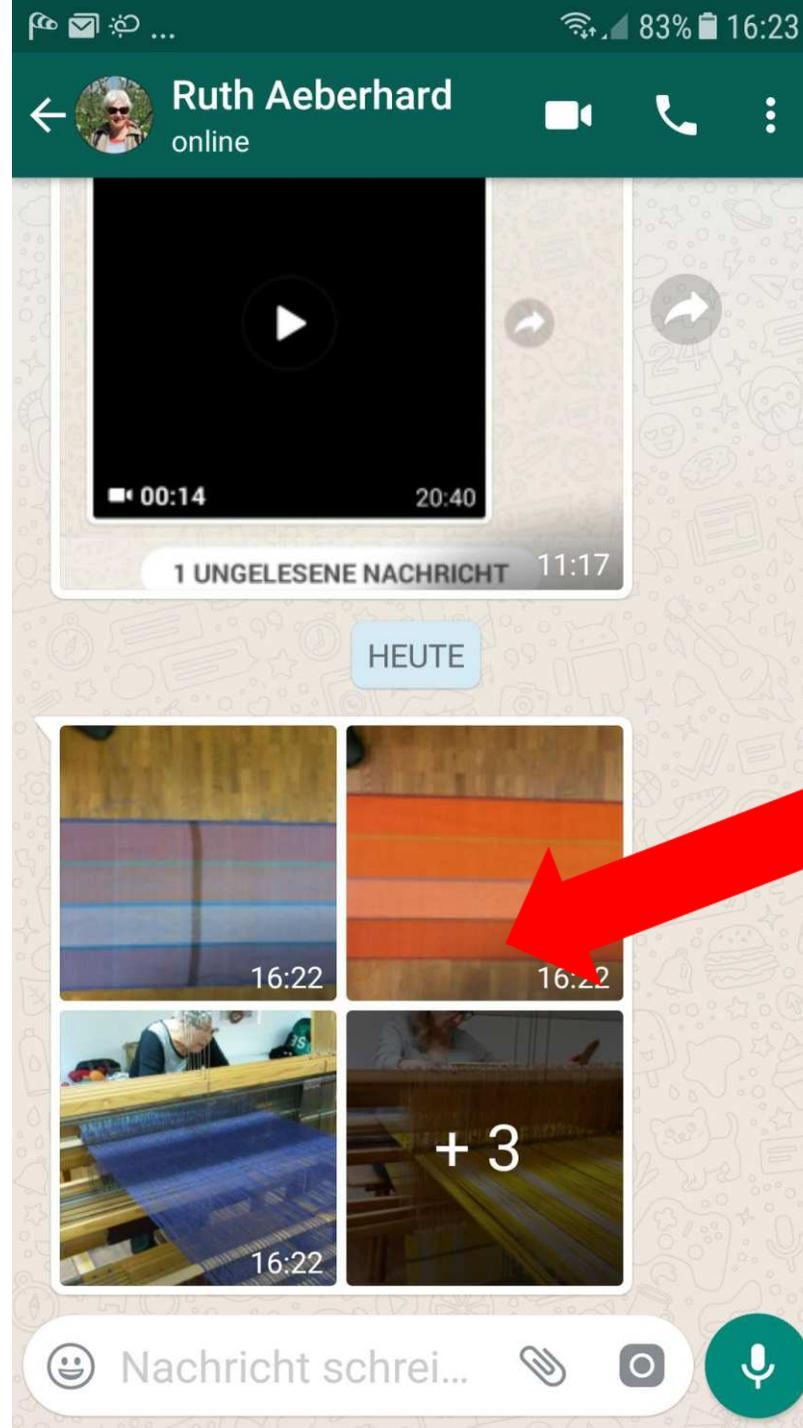 ... 83% 16:23
Ruth Aeberhard
online
00:14 20:40
1 UNGELESENE NACHRICHT 11:17
HEUTE
16:22 16:22
16:22 + 3
Nachricht schrei...